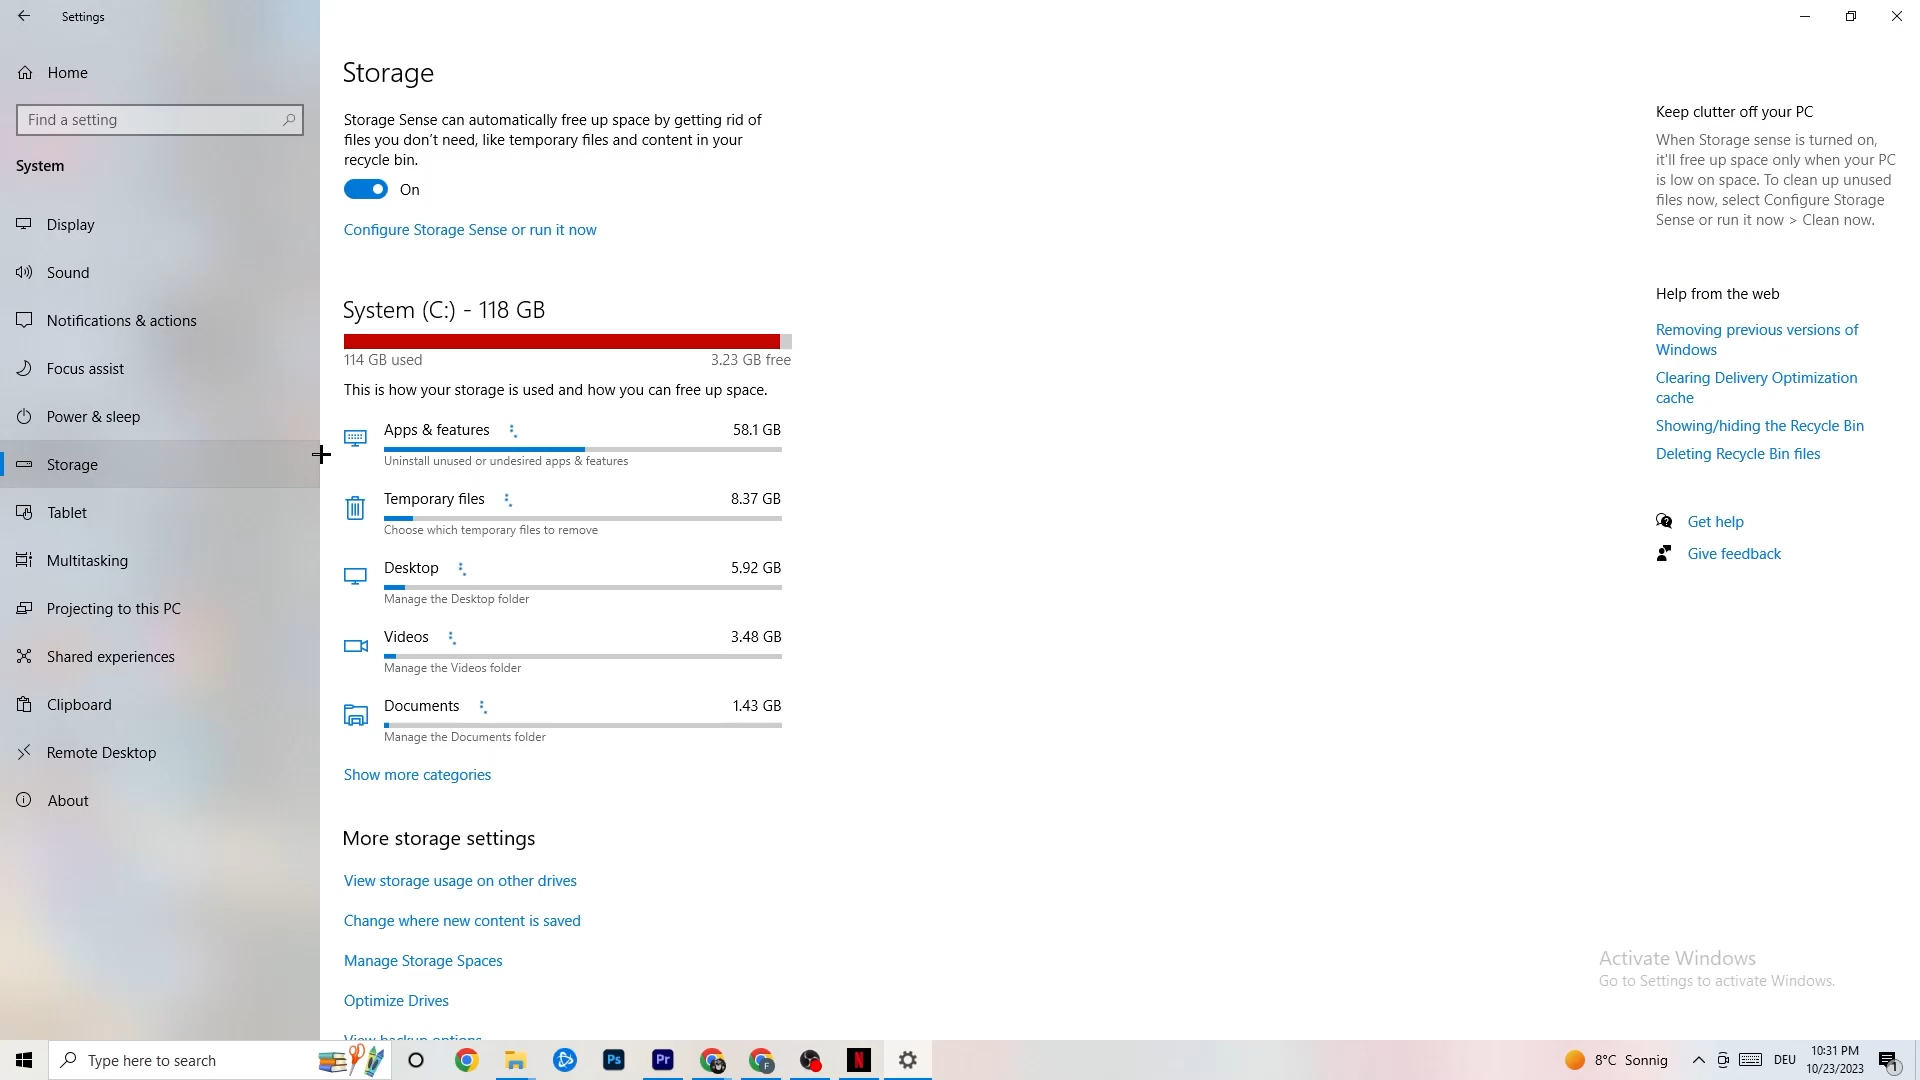 Settings
Home
Find a setting
System
Display
Sound
Notifications & actions
Focus assist
Power & sleep
Storage
Tablet
Multitasking
Projecting to this PC
Shared experiences
Clipboard
Remote Desktop
About
Storage
Storage Sense can automatically free up space by getting rid of
files you don't need, like temporary files and content in your
recycle bin.
On
Configure Storage Sense or run it now
System (C:) - 118 GB
114 GB used 3.23 GB free
This is how your storage is used and how you can free up space.
Apps & features 58.1 GB
Uninstall unused or undesired apps & features
Temporary files 8.37 GB
Choose which temporary files to remove
Desktop 5.92 GB
Manage the Desktop folder
Videos 3.48 GB
Manage the Videos folder
Documents 1.43 GB
Manage the Documents folder
Show more categories
More storage settings
View storage usage on other drives
Change where new content is saved
Manage Storage Spaces
Optimize Drives
View backup options
Keep clutter off your PC
When Storage sense is turned on,
it'll free up space only when your PC
is low on space. To clean up unused
files now, select Configure Storage
Sense or run it now > Clean now.
Help from the web
Removing previous versions of
Windows
Clearing Delivery Optimization
cache
Showing/hiding the Recycle Bin
Deleting Recycle Bin files
Get help
Give feedback
Activate Windows
Go to Settings to activate Windows.
Type here to search
Ps
Pr
F
N
8°C Sonnig
DEU
10:31 PM
10/23/2023
1